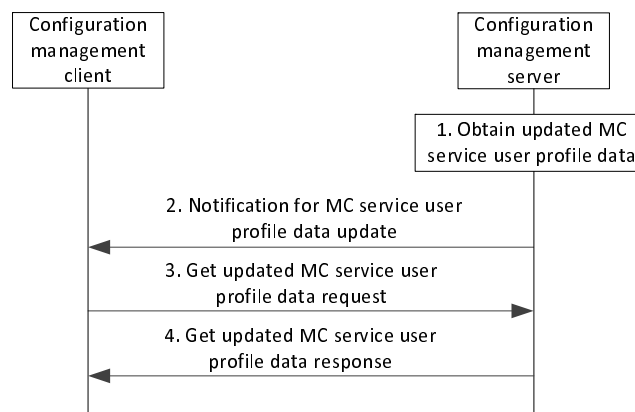 Configuration
management
client
Configuration
management
server
1. Obtain updated MC
service user profile data
2. Notification for MC service user
profile data update
3. Get updated MC service user
profile data request
4. Get updated MC service user
profile data response